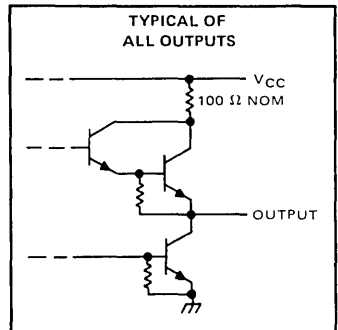 TYPICAL OF
ALL OUTPUTS
VCC
100 Ω NOM
OUTPUT